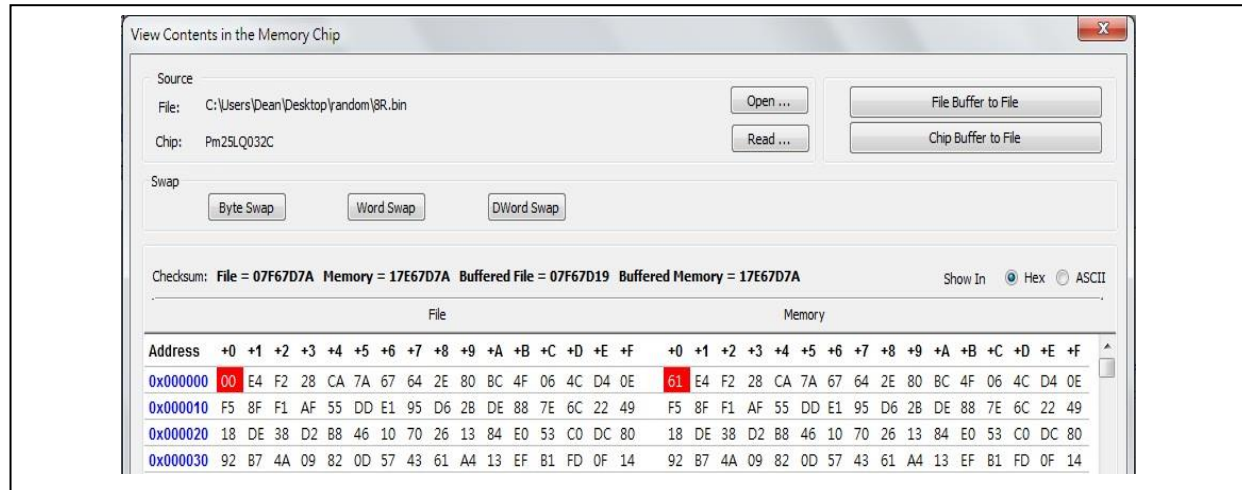 View Contents in the Memory Chip
X
Source
File: C:\Users\Dean\Desktop\random\8R.bin
Open ...
File Buffer to File
Chip: Pm25LQ032C
Read ...
Chip Buffer to File
Swap
Byte Swap Word Swap DWord Swap
Checksum: File = 07F67D7A Memory = 17E67D7A Buffered File = 07F67D19 Buffered Memory = 17E67D7A Show In Hex ASCII
File Memory
Address +0 +1 +2 +3 +4 +5 +6 +7 +8 +9 +A +B +C +D +E +F +0 +1 +2 +3 +4 +5 +6 +7 +8 +9 +A +B +C +D +E +F
0x000000 00 E4 F2 28 CA 7A 67 64 2E 80 BC 4F 06 4C D4 0E 61 E4 F2 28 CA 7A 67 64 2E 80 BC 4F 06 4C D4 0E
0x000010 F5 8F F1 AF 55 DD E1 95 D6 2B DE 88 7E 6C 22 49 F5 8F F1 AF 55 DD E1 95 D6 2B DE 88 7E 6C 22 49
0x000020 18 DE 38 D2 B8 46 10 70 26 13 84 E0 53 C0 DC 80 18 DE 38 D2 B8 46 10 70 26 13 84 E0 53 C0 DC 80
0x000030 92 B7 4A 09 82 0D 57 43 61 A4 13 EF B1 FD 0F 14 92 B7 4A 09 82 0D 57 43 61 A4 13 EF B1 FD 0F 14